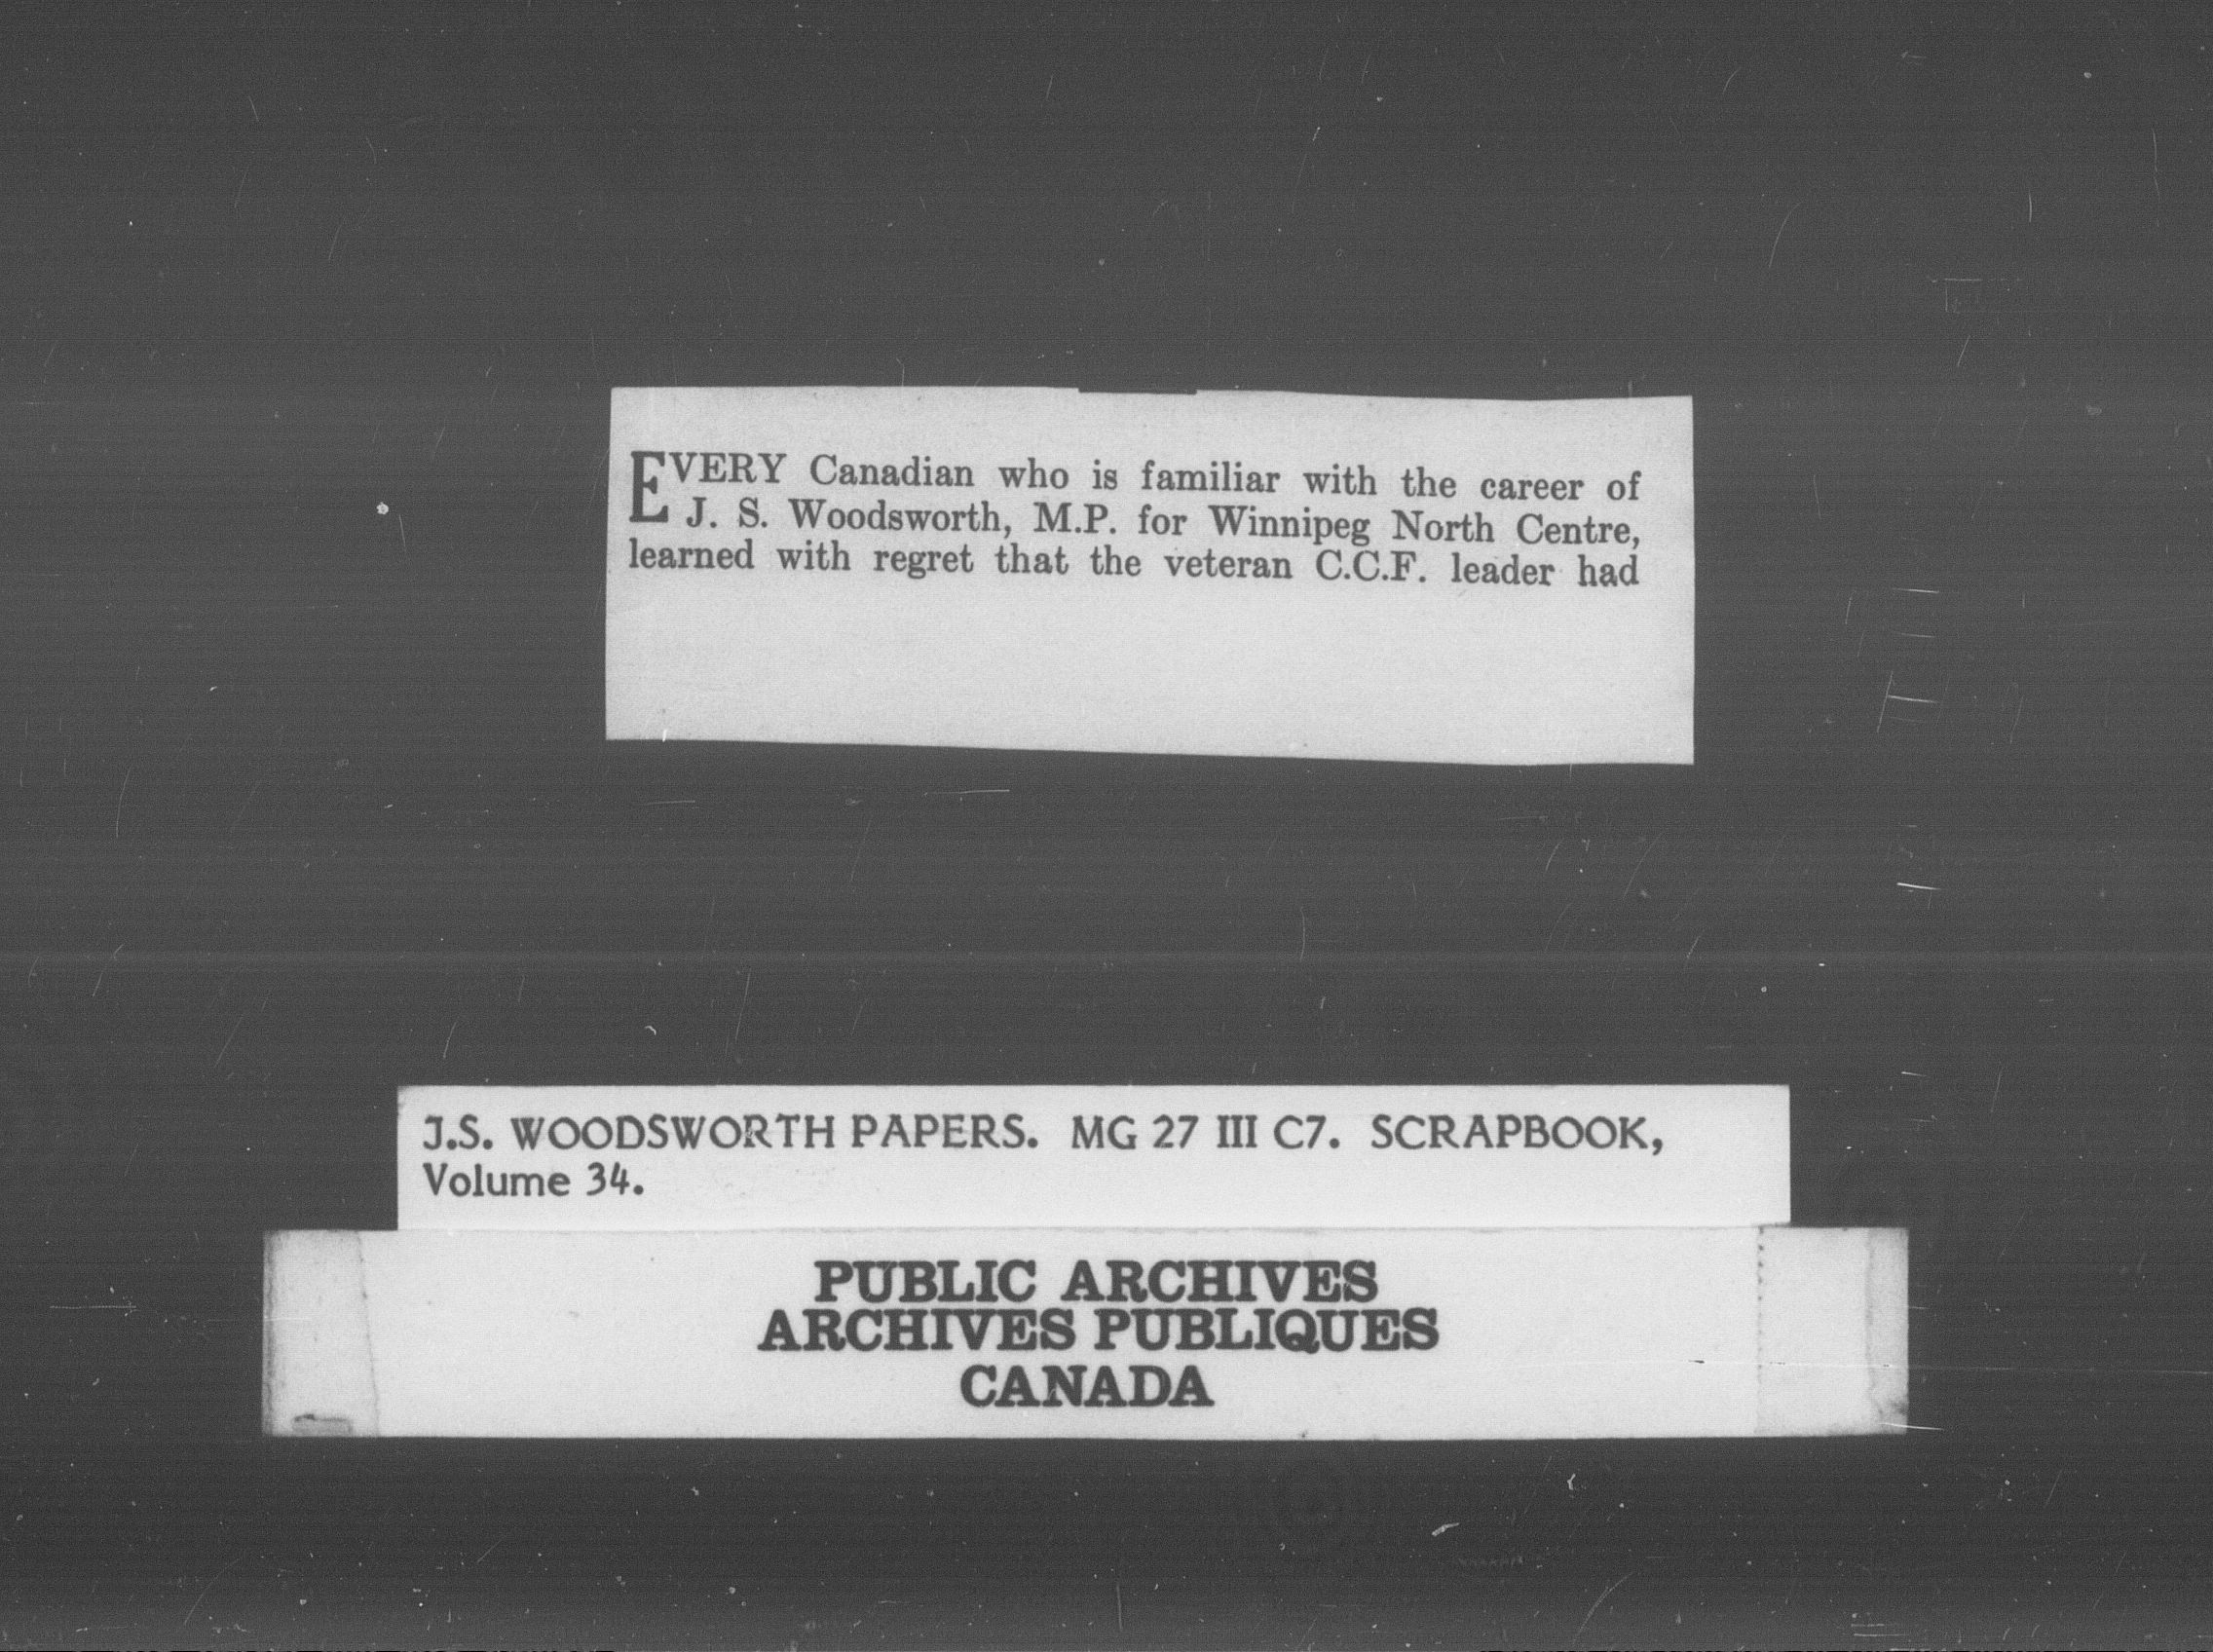 EVERY Canadian who is familiar with the career of
J. S. Woodsworth, M.P. for Winnipeg North Centre,
learned with regret that the veteran C.C.F. leader had
J.S. WOODSWORTH PAPERS. MG 27 III C7. SCRAPBOOK,
Volume 34.
PUBLIC ARCHIVES
ARCHIVES PUBLIQUES
CANADA